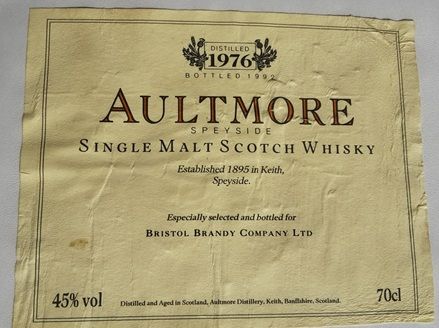 DISTILLED
1976
BOTTLED 1992
AULTMORE
SPEYSIDE
SINGLE MALT SCOTCH WHISKY
Established 1895 in Keith,
Speyside.
Especially selected and bottled for
BRISTOL BRANDY COMPANY LTD
45% vol
Distilled and Aged in Scotland, Aultmore Distillery, Keith, Banffshire, Scotland.
70cl